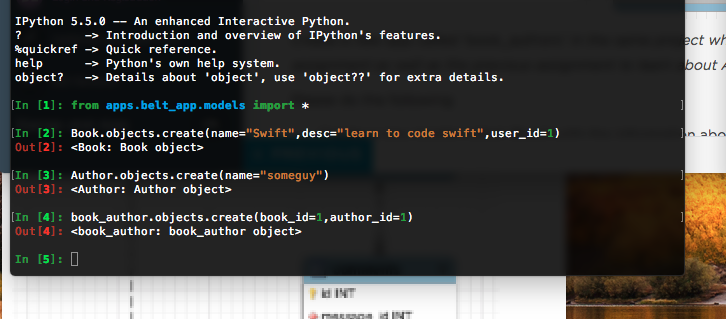 IPython 5.5.0 -- An enhanced Interactive Python.
?         -> Introduction and overview of IPython's features.
%quickref -> Quick reference.
help      -> Python's own help system.
object?   -> Details about 'object', use 'object??' for extra details.
In [1]: from apps.belt_app.models import *
In [2]: Book.objects.create(name="Swift",desc="learn to code swift",user_id=1)
Out[2]: <Book: Book object>
In [3]: Author.objects.create(name="someguy")
Out[3]: <Author: Author object>
In [4]: book_author.objects.create(book_id=1,author_id=1)
Out[4]: <book_author: book_author object>
In [5]:
ect wh
bout A
n abou
id INT
message_id INT